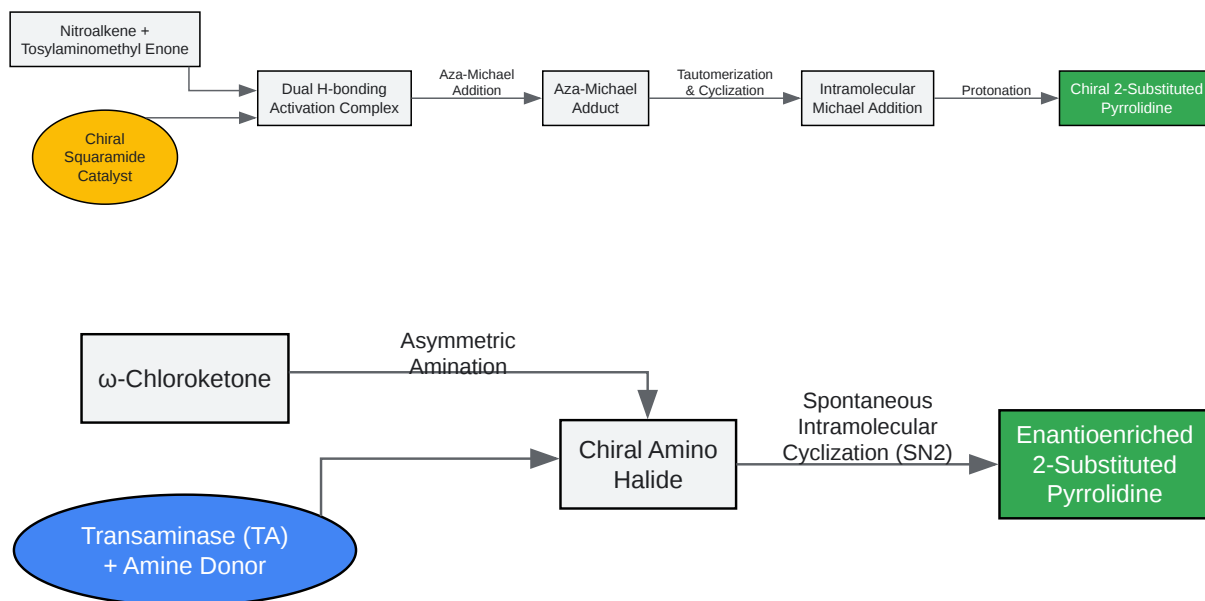 Nitroalkene +
Tosylaminomethyl Enone
Chiral
Squaramide
Catalyst
Dual H-bonding
Activation Complex
Aza-Michael
Addition
Aza-Michael
Adduct
Tautomerization
& Cyclization
Intramolecular
Michael Addition
Protonation
Chiral 2-Substituted
Pyrrolidine
ω-Chloroketone
Asymmetric
Amination
Transaminase (TA)
+ Amine Donor
Chiral Amino
Halide
Spontaneous
Intramolecular
Cyclization (SN2)
Enantioenriched
2-Substituted
Pyrrolidine